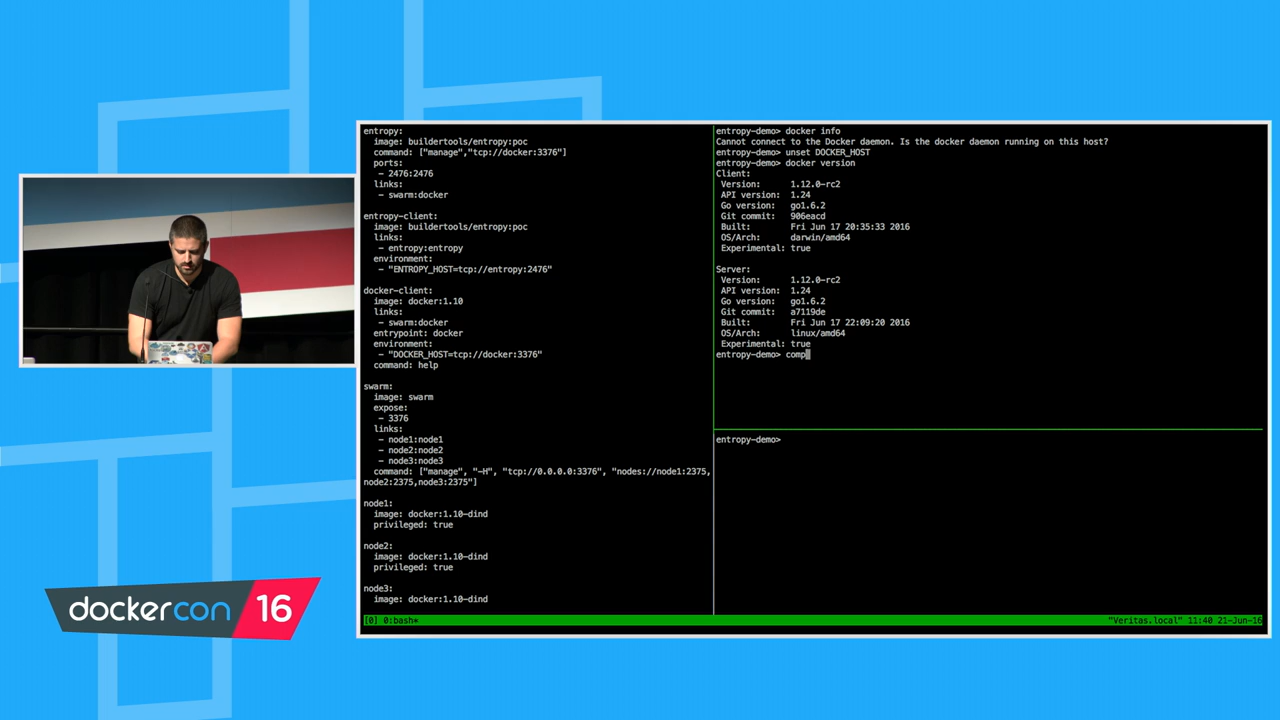 entropy:
image: buildertools/entropy:poc
command: ["manage","tcp://docker:3376"]
ports:
- 2476:2476
links:
- swarm:docker
entropy-client:
image: buildertools/entropy:poc
links:
- entropy:entropy
environment:
- "ENTROPY_HOST=tcp://entropy:2476"
docker-client:
image: docker:1.10
links:
- swarm:docker
entrypoint: docker
environment:
- "DOCKER_HOST=tcp://docker:3376"
command: help
swarm:
image: swarm
expose:
- 3376
links:
- node1:node1
- node2:node2
- node3:node3
command: ["manage", "-H", "tcp://0.0.0.0:3376", "nodes://node1:2375,
node2:2375,node3:2375"]
node1:
image: docker:1.10-dind
privileged: true
node2:
image: docker:1.10-dind
privileged: true
node3:
image: docker:1.10-dind
entropy-demo> docker info
Cannot connect to the Docker daemon. Is the docker daemon running on this host?
entropy-demo> unset DOCKER_HOST
entropy-demo> docker version
Client:
Version: 1.12.0-rc2
API version: 1.24
Go version: go1.6.2
Git commit: 906eacd
Built: Fri Jun 17 20:35:33 2016
OS/Arch: darwin/amd64
Experimental: true
Server:
Version: 1.12.0-rc2
API version: 1.24
Go version: go1.6.2
Git commit: a7119de
Built: Fri Jun 17 22:09:20 2016
OS/Arch: linux/amd64
Experimental: true
entropy-demo> comp
entropy-demo>
[0] 0:bash*
"Veritas.local" 11:40 21-Jun-16
dockercon 16